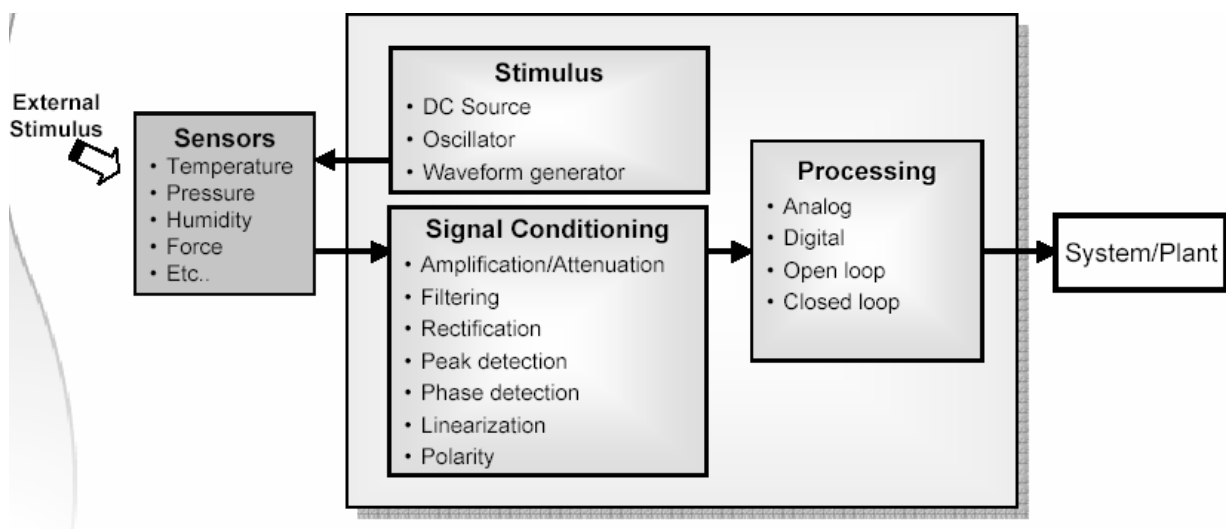 External
Stimulus
Sensors
• Temperature
• Pressure
• Humidity
• Force
• Etc..
Stimulus
• DC Source
• Oscillator
• Waveform generator
Signal Conditioning
• Amplification/Attenuation
• Filtering
• Rectification
• Peak detection
• Phase detection
• Linearization
• Polarity
Processing
• Analog
• Digital
• Open loop
• Closed loop
System/Plant